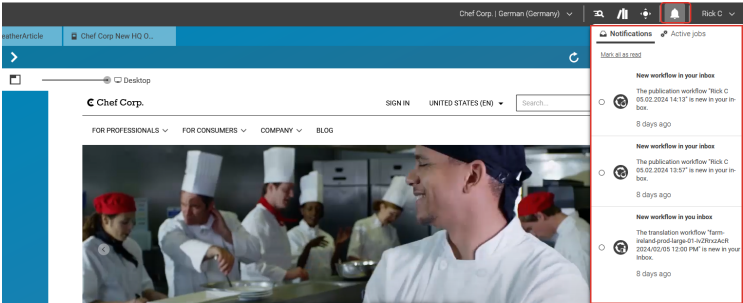 Chef Corp. | German (Germany)
Rick C
eatherArticle
Chef Corp New HQ O...
Notifications
Active jobs
Desktop
Mark all as read
Chef Corp.
SIGN IN
UNITED STATES (EN)
Search...
FOR PROFESSIONALS
FOR CONSUMERS
COMPANY
BLOG
New workflow in your inbox
The publication workflow "Rick C
05.02.2024 14:13" is new in your in-
box.
8 days ago
New workflow in your inbox
The publication workflow "Rick C
05.02.2024 13:57" is new in your in-
box.
8 days ago
New workflow in you inbox
The translation workflow "farm-
ireland-prod-large-01-IvZRrxzAcR
2024/02/05 12:00 PM" is new in your
inbox.
8 days ago